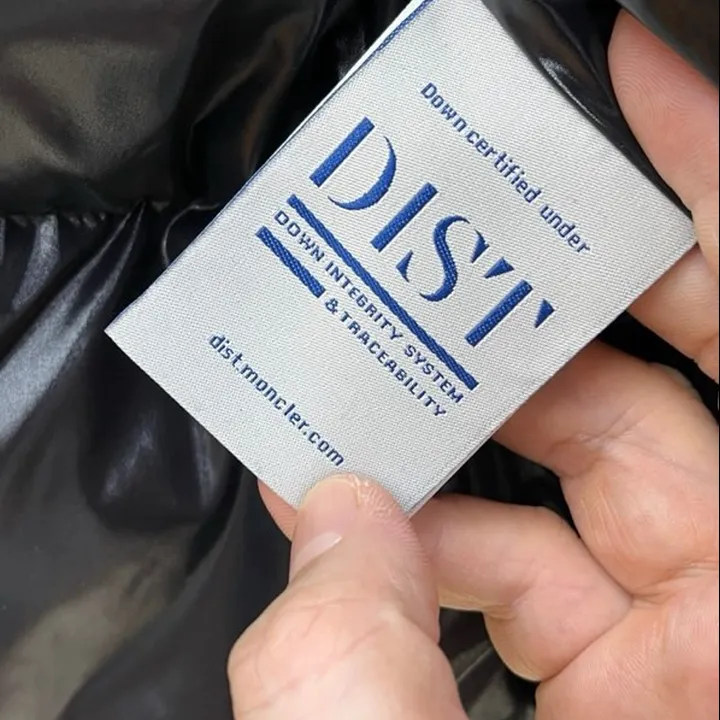 Down certified under
DIST
DOWN INTEGRITY SYSTEM
& TRACEABILITY
dist.moncler.com